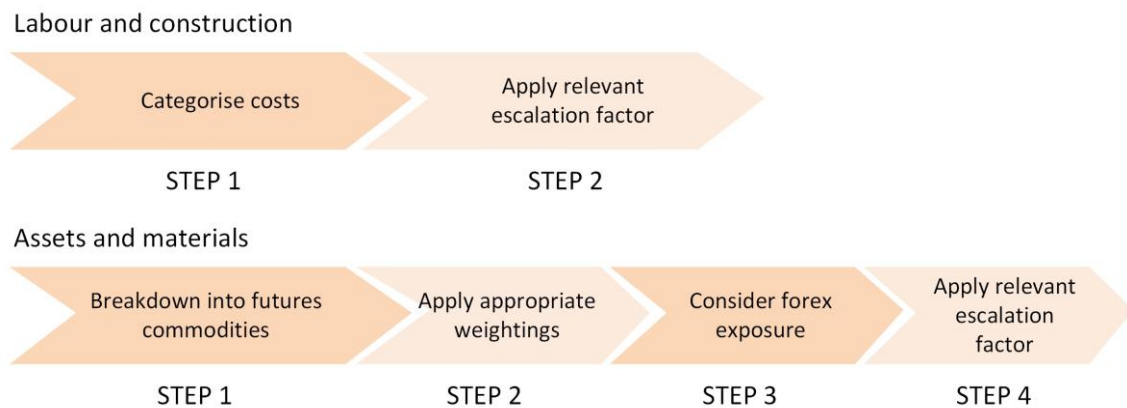 Labour and construction
Categorise costs
Apply relevant
escalation factor
STEP 1
STEP 2
Assets and materials
Breakdown into futures
commodities
Apply appropriate
weightings
Consider forex
exposure
Apply relevant
escalation
factor
STEP 1
STEP 2
STEP 3
STEP 4